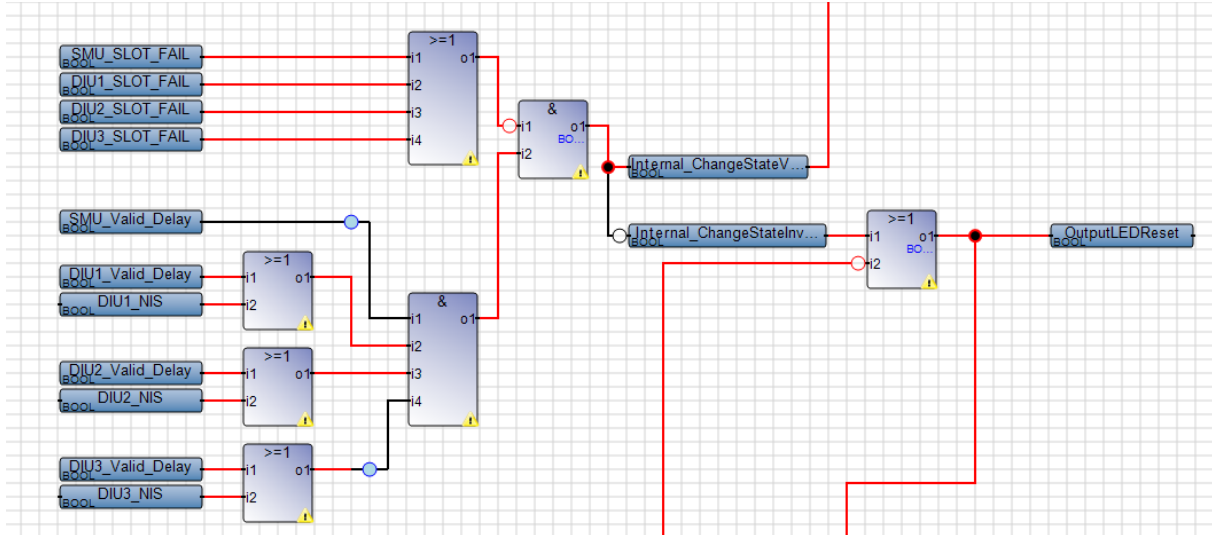 >=1
SMU_SLOT_FAIL
BOOL
i1
o1
DIU1_SLOT_FAIL
BOOL
i2
DIU2_SLOT_FAIL
BOOL
i3
DIU3_SLOT_FAIL
BOOL
i4
&
i1
o1
BO...
i2
Internal_ChangeStateV...
BOOL
SMU_Valid_Delay
BOOL
>=1
Internal_ChangeStateInv...
BOOL
i1
o1
BO...
i2
OutputLEDReset
BOOL
>=1
DIU1_Valid_Delay
BOOL
i1
o1
DIU1_NIS
BOOL
i2
&
i1
o1
i2
i3
i4
>=1
DIU2_Valid_Delay
BOOL
i1
o1
DIU2_NIS
BOOL
i2
>=1
DIU3_Valid_Delay
BOOL
i1
o1
DIU3_NIS
BOOL
i2